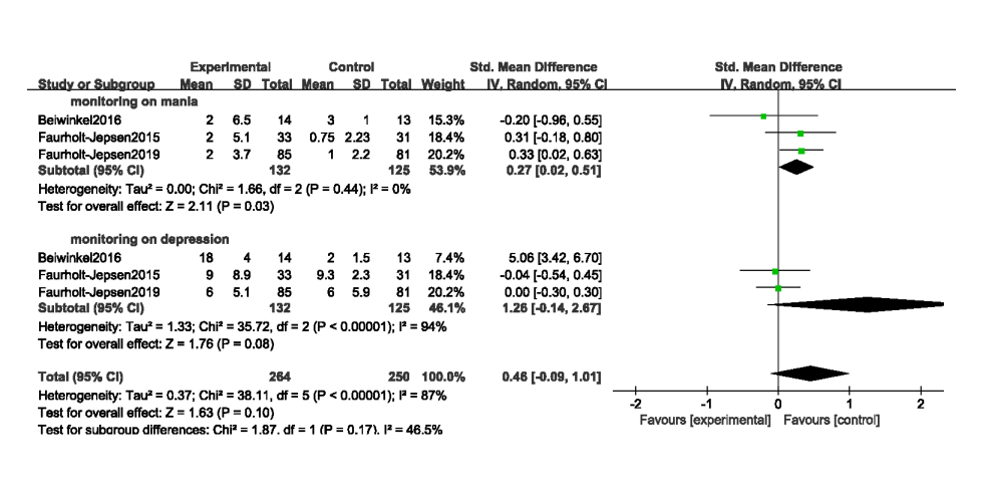 Experimental Control Std. Mean Difference Std. Mean Difference
Study or Subgroup Mean SD Total Mean SD Total Weight IV, Random, 95% CI IV, Random, 95% CI
monitoring on mania
Beiwinkel2016 2 6.5 14 3 1 13 15.3% -0.20 [-0.96, 0.55]
Faurholt-Jepsen2015 2 5.1 33 0.75 2.23 31 18.4% 0.31 [-0.18, 0.80]
Faurholt-Jepsen2019 2 3.7 85 1 2.2 81 20.2% 0.33 [0.02, 0.63]
Subtotal (95% CI) 132 125 53.9% 0.27 [0.02, 0.51]
Heterogeneity: Tau² = 0.00; Chi² = 1.66, df = 2 (P = 0.44); I² = 0%
Test for overall effect: Z = 2.11 (P = 0.03)
monitoring on depression
Beiwinkel2016 18 4 14 2 1.5 13 7.4% 5.06 [3.42, 6.70]
Faurholt-Jepsen2015 9 8.9 33 9.3 2.3 31 18.4% -0.04 [-0.54, 0.45]
Faurholt-Jepsen2019 6 5.1 85 6 5.9 81 20.2% 0.00 [-0.30, 0.30]
Subtotal (95% CI) 132 125 46.1% 1.26 [-0.14, 2.67]
Heterogeneity: Tau² = 1.33; Chi² = 35.72, df = 2 (P < 0.00001); I² = 94%
Test for overall effect: Z = 1.76 (P = 0.08)
Total (95% CI) 264 250 100.0% 0.46 [-0.09, 1.01]
Heterogeneity: Tau² = 0.37; Chi² = 38.11, df = 5 (P < 0.00001); I² = 87%
Test for overall effect: Z = 1.63 (P = 0.10)
Test for subgroup differences: Chi² = 1.87, df = 1 (P = 0.17), I² = 46.5%
-2 -1 0 1 2
Favours [experimental] Favours [control]